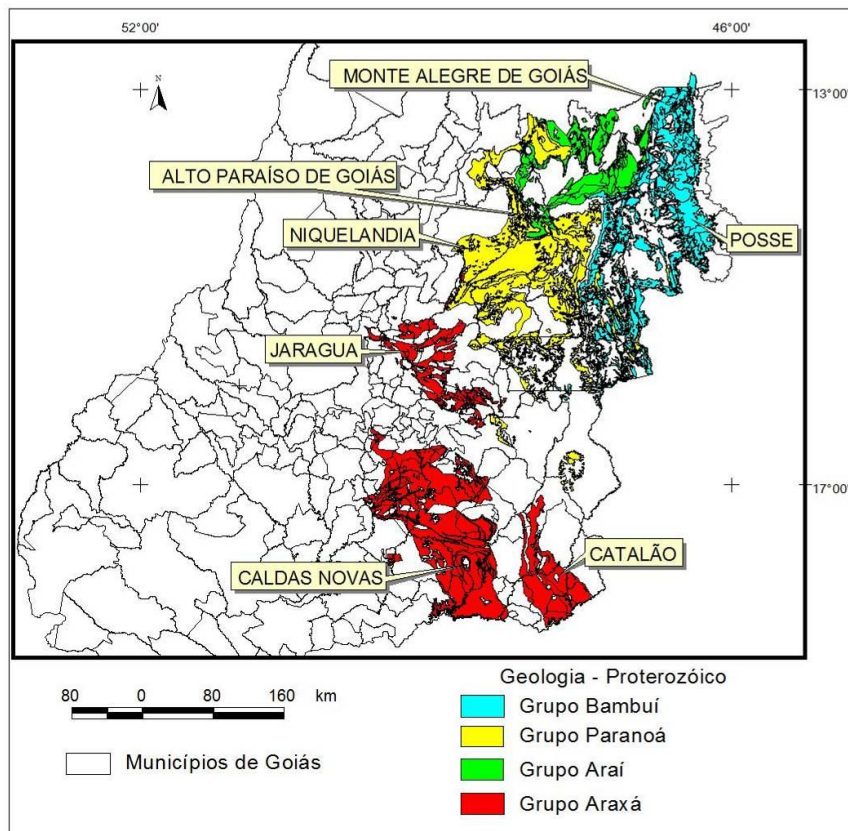 52°00'
46°00'
N
MONTE ALEGRE DE GOIÁS
13°00'
ALTO PARAÍSO DE GOIÁS
NIQUELANDIA
POSSE
JARAGUA
17°00'
CATALÃO
CALDAS NOVAS
Geologia - Proterozóico
80 0 80 160 km
Grupo Bambuí
Grupo Paranoá
Municípios de Goiás
Grupo Araí
Grupo Araxá